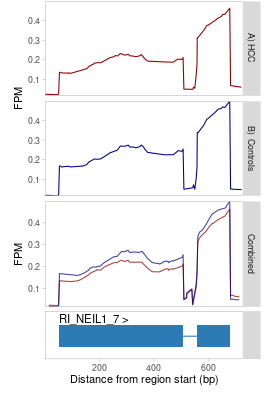 0.4
0.3
0.2
0.1
A) HCC
FPM
0.4
0.3
0.2
0.1
B) Controls
0.4
0.3
0.2
0.1
Combined
FPM
RI_NEIL1_7 >
200
400
600
Distance from region start (bp)